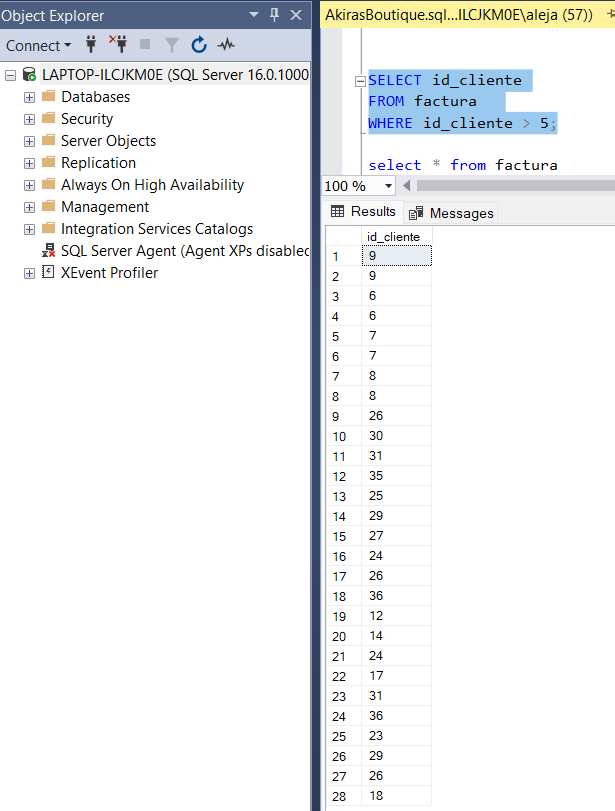 Object Explorer
Connect
LAPTOP-ILCJKM0E (SQL Server 16.0.1000
Databases
Security
Server Objects
Replication
Always On High Availability
Management
Integration Services Catalogs
SQL Server Agent (Agent XPs disabled
XEvent Profiler
AkirasBoutique.sql...ILCJKM0E\aleja (57))
SELECT id_cliente
FROM factura
WHERE id_cliente > 5;
select * from factura
100 %
Results Messages
id_cliente
1 9
2 9
3 6
4 6
5 7
6 7
7 8
8 8
9 26
10 30
11 31
12 35
13 25
14 29
15 27
16 24
17 26
18 36
19 12
20 14
21 24
22 17
23 31
24 36
25 23
26 29
27 26
28 18